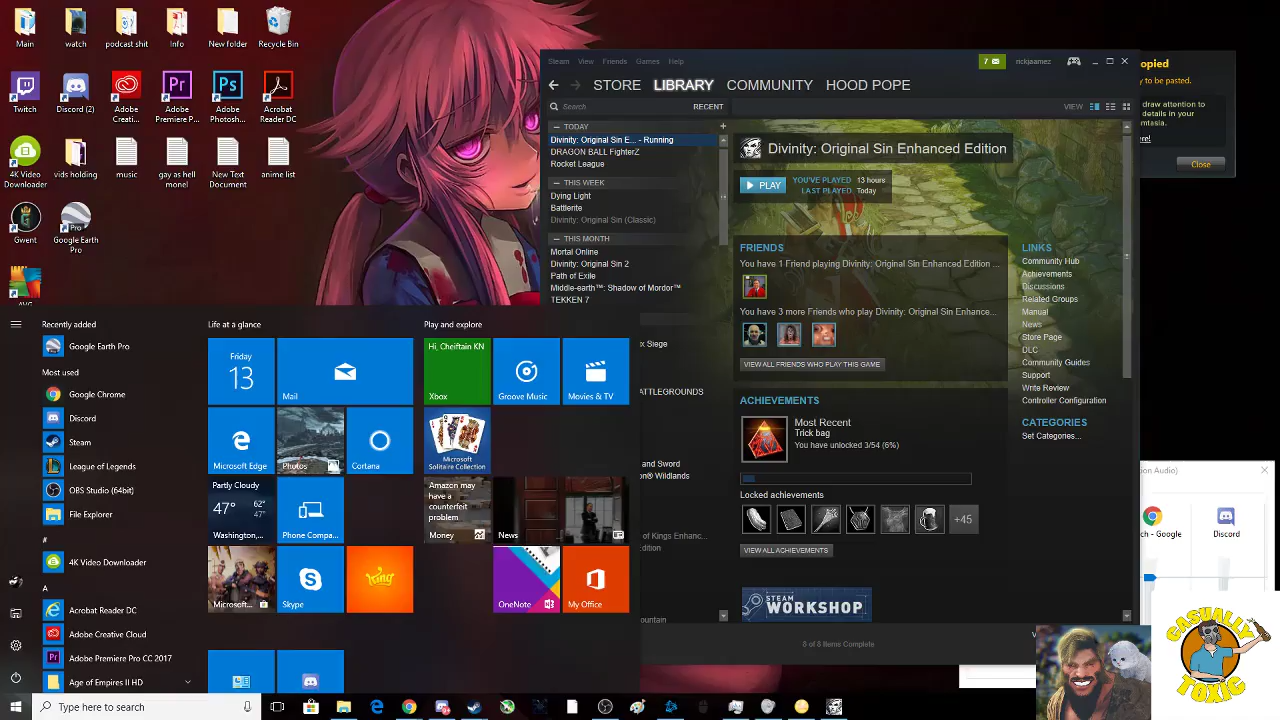 Main
watch
podcast shit
Info
New folder
Recycle Bin
Twitch
Discord (2)
Adobe
Creative ...
Adobe
Premiere P...
Adobe
Photosh...
Acrobat
Reader DC
4K Video
Downloader
vids holding
music
gay as hell
monel
New Text
Document
anime list
Gwent
Google Earth
Pro
Steam View Friends Games Help
7
rickjaamez
STORE LIBRARY COMMUNITY HOOD POPE
Search
RECENT
VIEW
TODAY
Divinity: Original Sin E... - Running
DRAGON BALL FighterZ
Rocket League
THIS WEEK
Dying Light
Battlerite
Divinity: Original Sin (Classic)
THIS MONTH
Mortal Online
Divinity: Original Sin 2
Path of Exile
Middle-earth™: Shadow of Mordor™
TEKKEN 7
x Siege
ATTLEGROUNDS
and Sword
on® Wildlands
of Kings Enhanc...
Edition
ountain
Divinity: Original Sin Enhanced Edition
PLAY
YOU'VE PLAYED 13 hours
LAST PLAYED Today
FRIENDS
You have 1 Friend playing Divinity: Original Sin Enhanced Edition ...
You have 3 more Friends who play Divinity: Original Sin Enhance...
VIEW ALL FRIENDS WHO PLAY THIS GAME
ACHIEVEMENTS
Most Recent
Trick bag
You have unlocked 3/54 (6%)
Locked achievements
+45
VIEW ALL ACHIEVEMENTS
STEAM
WORKSHOP
8 of 8 Items Complete
LINKS
Community Hub
Achievements
Discussions
Related Groups
Manual
News
Store Page
DLC
Community Guides
Support
Write Review
Controller Configuration
CATEGORIES
Set Categories...
opied
y to be pasted.
draw attention to
details in your
mtasia.
re!
Close
on Audio)
ch - Google
Discord
Recently added
Google Earth Pro
Most used
Google Chrome
Discord
Steam
League of Legends
OBS Studio (64bit)
File Explorer
#
4K Video Downloader
A
Acrobat Reader DC
Adobe Creative Cloud
Adobe Premiere Pro CC 2017
Age of Empires II HD
Life at a glance
Friday
13
Mail
Microsoft Edge
Photos
Cortana
Partly Cloudy
47°
62°
47°
Washington,...
Phone Compa...
Microsoft...
Skype
king
Play and explore
Hi, Cheiftain KN
Xbox
Groove Music
Movies & TV
Microsoft
Solitaire Collection
Amazon may
have a
counterfeit
problem
Money
News
OneNote
My Office
Type here to search
CASUALLY
TOXIC